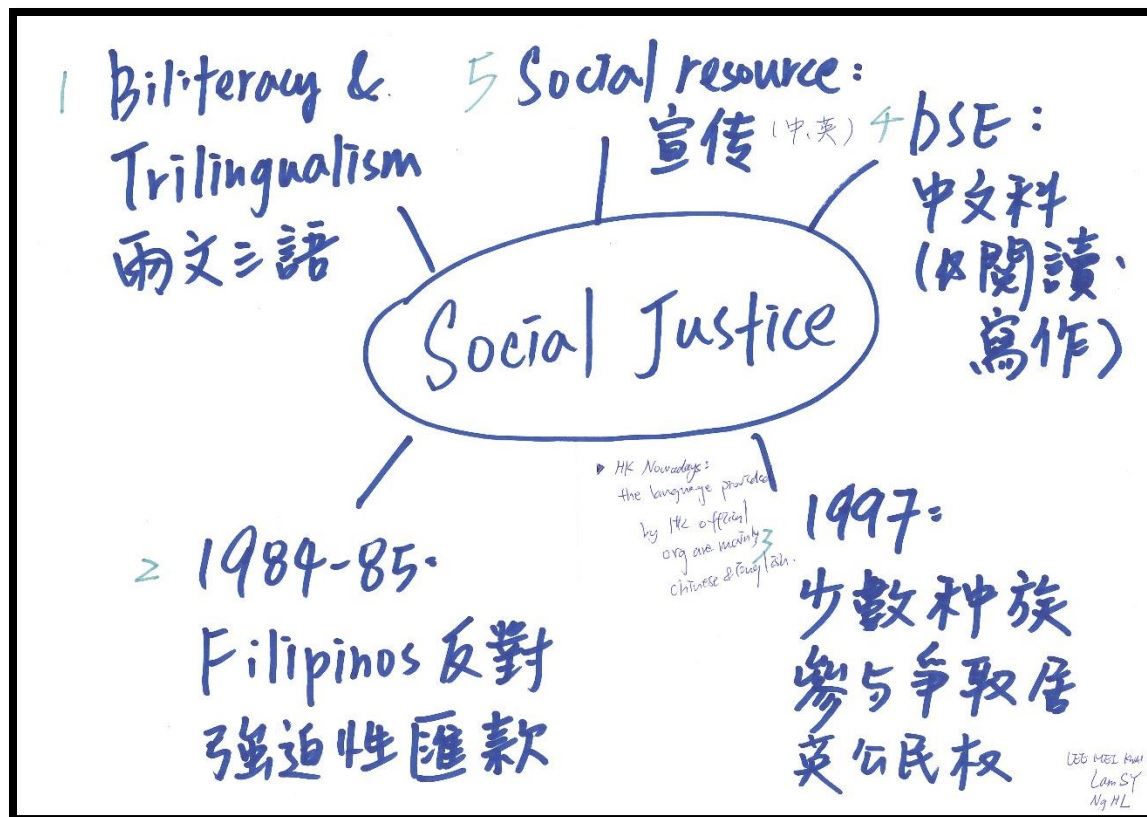 1 Biliteracy &
Trilingualism
兩文三語
5 Social resource:
宣传 (中、英)
4 DSE:
中文科
閱讀、
寫作)
Social Justice
2 1984-85.
Filipinos 反對
強迫性匯款
▶ HK Nowadays:
the language provided
by HK official
org are mainly
Chinese & English.
3 1997:
少數种族
參与爭取居
英公民权
LEE MEI
Lam SY
Ng HL